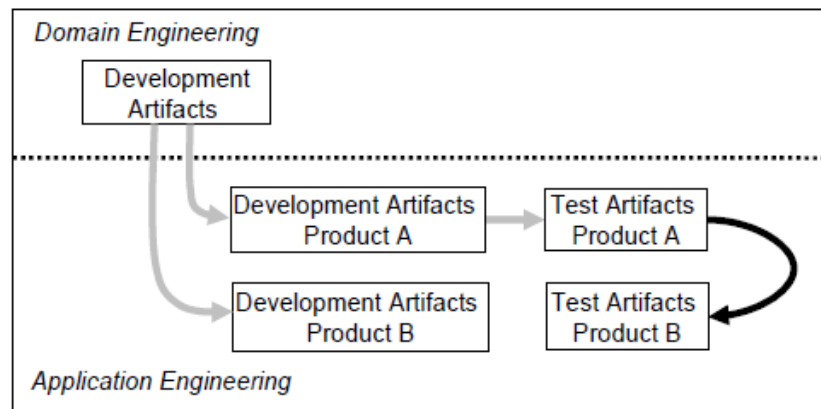 Domain Engineering
Development
Artifacts
Development Artifacts
Product A
Test Artifacts
Product A
Development Artifacts
Product B
Test Artifacts
Product B
Application Engineering